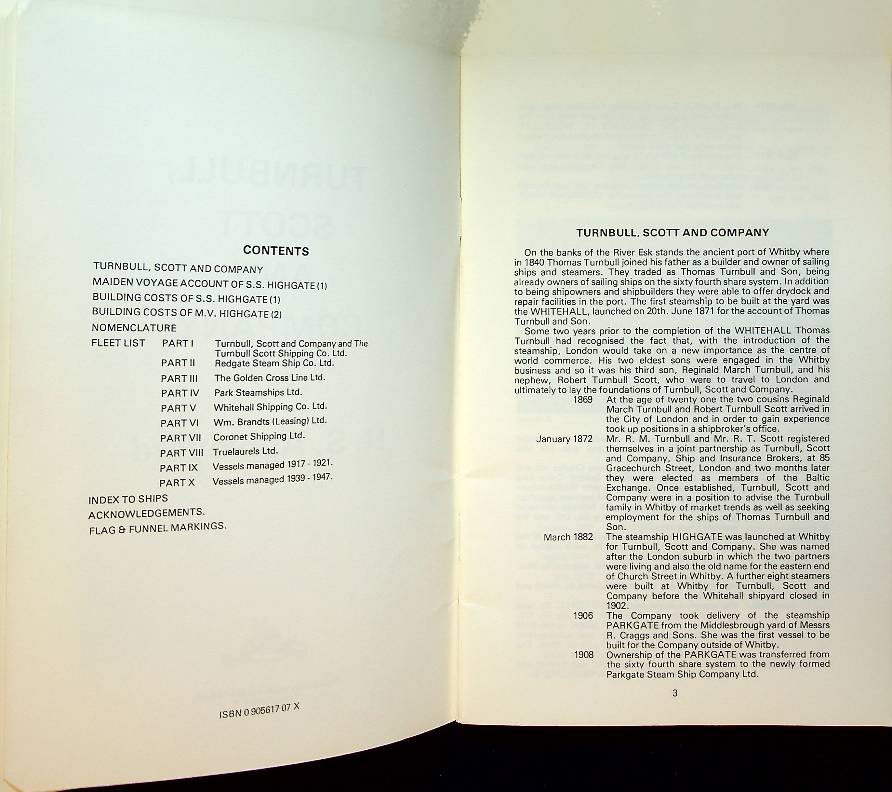 CONTENTS
TURNBULL, SCOTT AND COMPANY
MAIDEN VOYAGE ACCOUNT OF S.S. HIGHGATE (1)
BUILDING COSTS OF S.S. HIGHGATE (1)
BUILDING COSTS OF M.V. HIGHGATE (2)
NOMENCLATURE
FLEET LIST PART I Turnbull, Scott and Company and The
Turnbull Scott Shipping Co. Ltd.
PART II Redgate Steam Ship Co. Ltd.
PART III The Golden Cross Line Ltd.
PART IV Park Steamships Ltd.
PART V Whitehall Shipping Co. Ltd.
PART VI Wm. Brandts (Leasing) Ltd.
PART VII Coronet Shipping Ltd.
PART VIII Truelaurels Ltd.
PART IX Vessels managed 1917 - 1921.
PART X Vessels managed 1939 - 1947.
INDEX TO SHIPS
ACKNOWLEDGEMENTS.
FLAG & FUNNEL MARKINGS.
ISBN 0 905617 07 X
TURNBULL, SCOTT AND COMPANY
On the banks of the River Esk stands the ancient port of Whitby where
in 1840 Thomas Turnbull joined his father as a builder and owner of sailing
ships and steamers. They traded as Thomas Turnbull and Son, being
already owners of sailing ships on the sixty fourth share system. In addition
to being shipowners and shipbuilders they were able to offer drydock and
repair facilities in the port. The first steamship to be built at the yard was
the WHITEHALL, launched on 20th. June 1871 for the account of Thomas
Turnbull and Son.
Some two years prior to the completion of the WHITEHALL Thomas
Turnbull had recognised the fact that, with the introduction of the
steamship, London would take on a new importance as the centre of
world commerce. His two eldest sons were engaged in the Whitby
business and so it was his third son, Reginald March Turnbull, and his
nephew, Robert Turnbull Scott, who were to travel to London and
ultimately to lay the foundations of Turnbull, Scott and Company.
1869 At the age of twenty one the two cousins Reginald
March Turnbull and Robert Turnbull Scott arrived in
the City of London and in order to gain experience
took up positions in a shipbroker's office.
January 1872 Mr. R. M. Turnbull and Mr. R. T. Scott registered
themselves in a joint partnership as Turnbull, Scott
and Company, Ship and Insurance Brokers, at 85
Gracechurch Street, London and two months later
they were elected as members of the Baltic
Exchange. Once established, Turnbull, Scott and
Company were in a position to advise the Turnbull
family in Whitby of market trends as well as seeking
employment for the ships of Thomas Turnbull and
Son.
March 1882 The steamship HIGHGATE was launched at Whitby
for Turnbull, Scott and Company. She was named
after the London suburb in which the two partners
were living and also the old name for the eastern end
of Church Street in Whitby. A further eight steamers
were built at Whitby for Turnbull, Scott and
Company before the Whitehall shipyard closed in
1902.
1906 The Company took delivery of the steamship
PARKGATE from the Middlesbrough yard of Messrs
R. Craggs and Sons. She was the first vessel to be
built for the Company outside of Whitby.
1908 Ownership of the PARKGATE was transferred from
the sixty fourth share system to the newly formed
Parkgate Steam Ship Company Ltd.
3